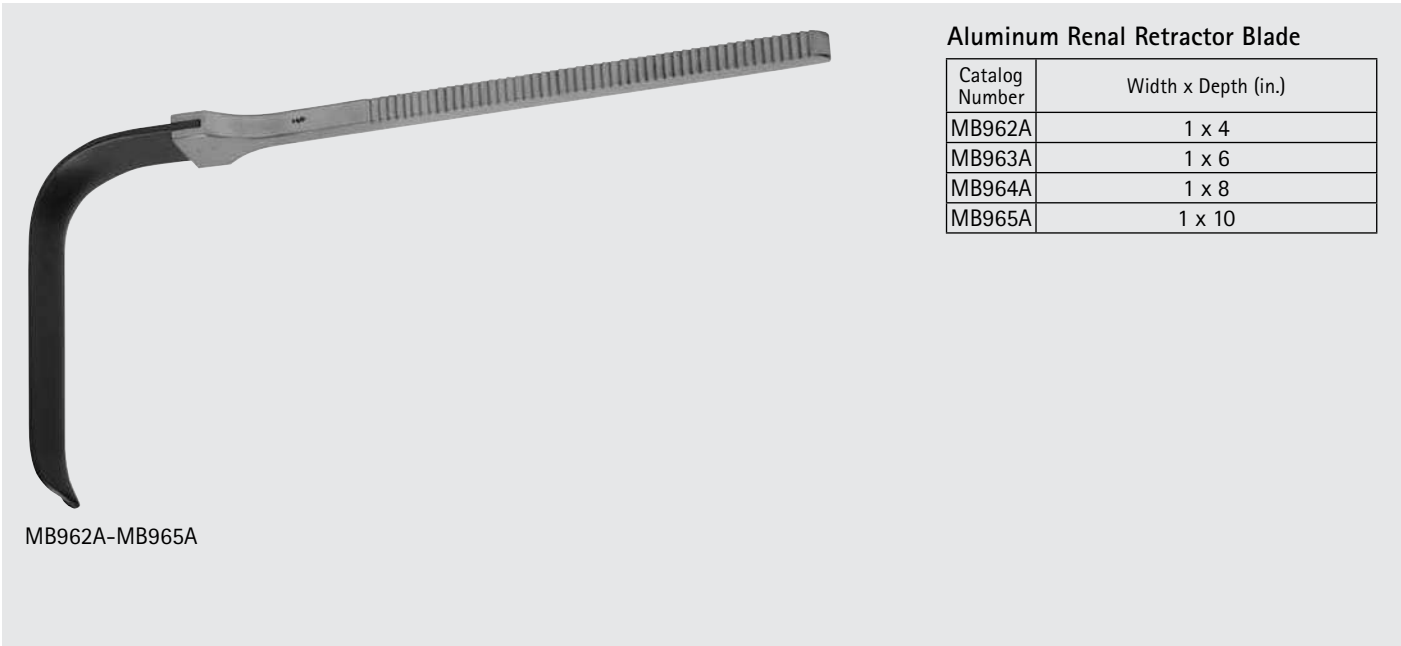 Aluminum Renal Retractor Blade
Catalog
Number
Width x Depth (in.)
MB962A 1 x 4
MB963A 1 x 6
MB964A 1 x 8
MB965A 1 x 10
MB962A-MB965A